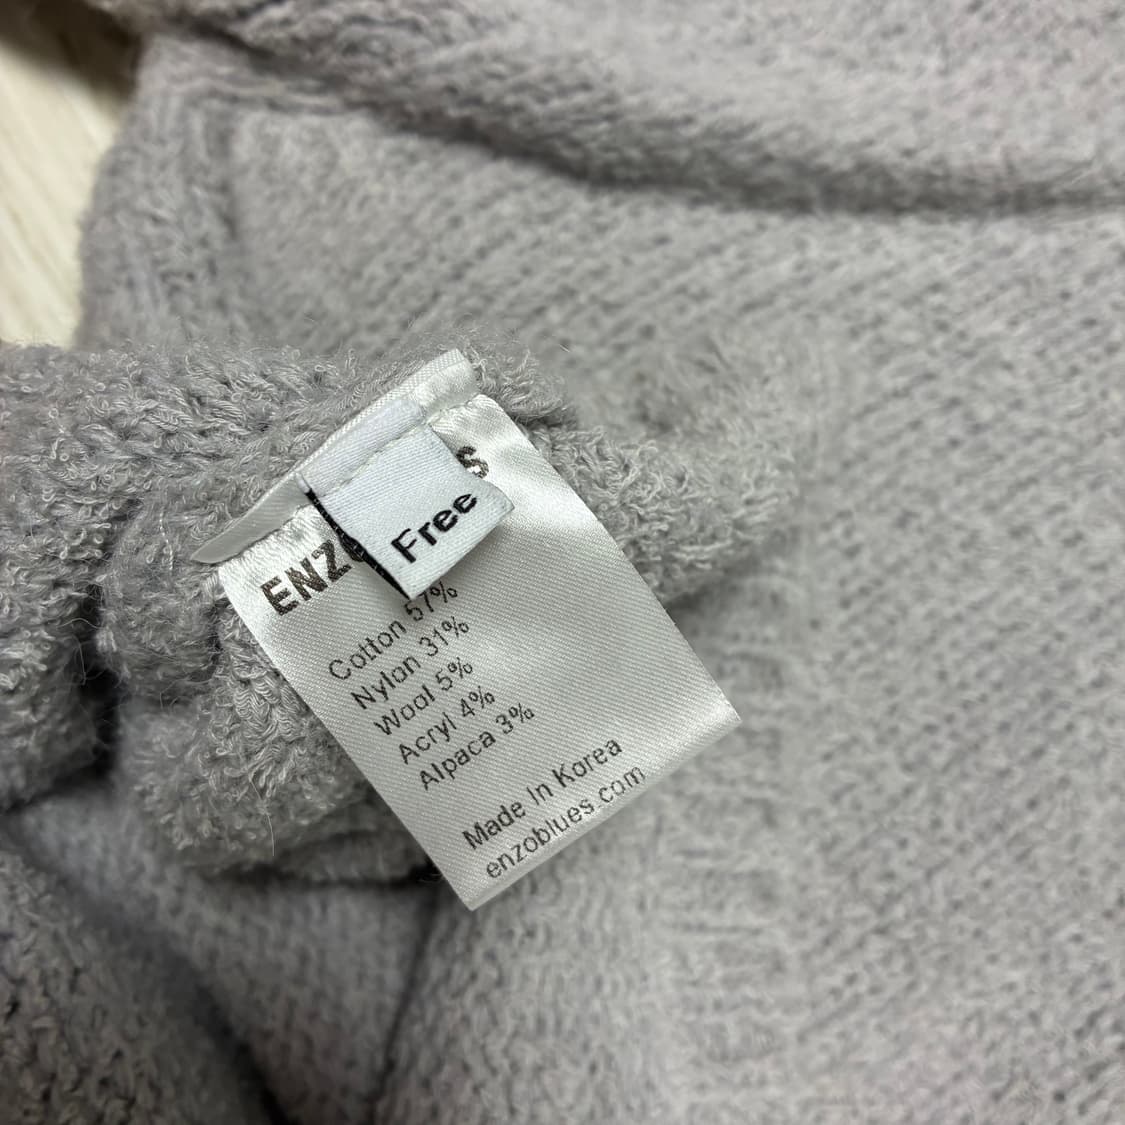 Free
Cotton 57%
Nylon 31%
Wool 5%
Acryl 4%
Alpaca 3%
Made In Korea
enzoblues.com